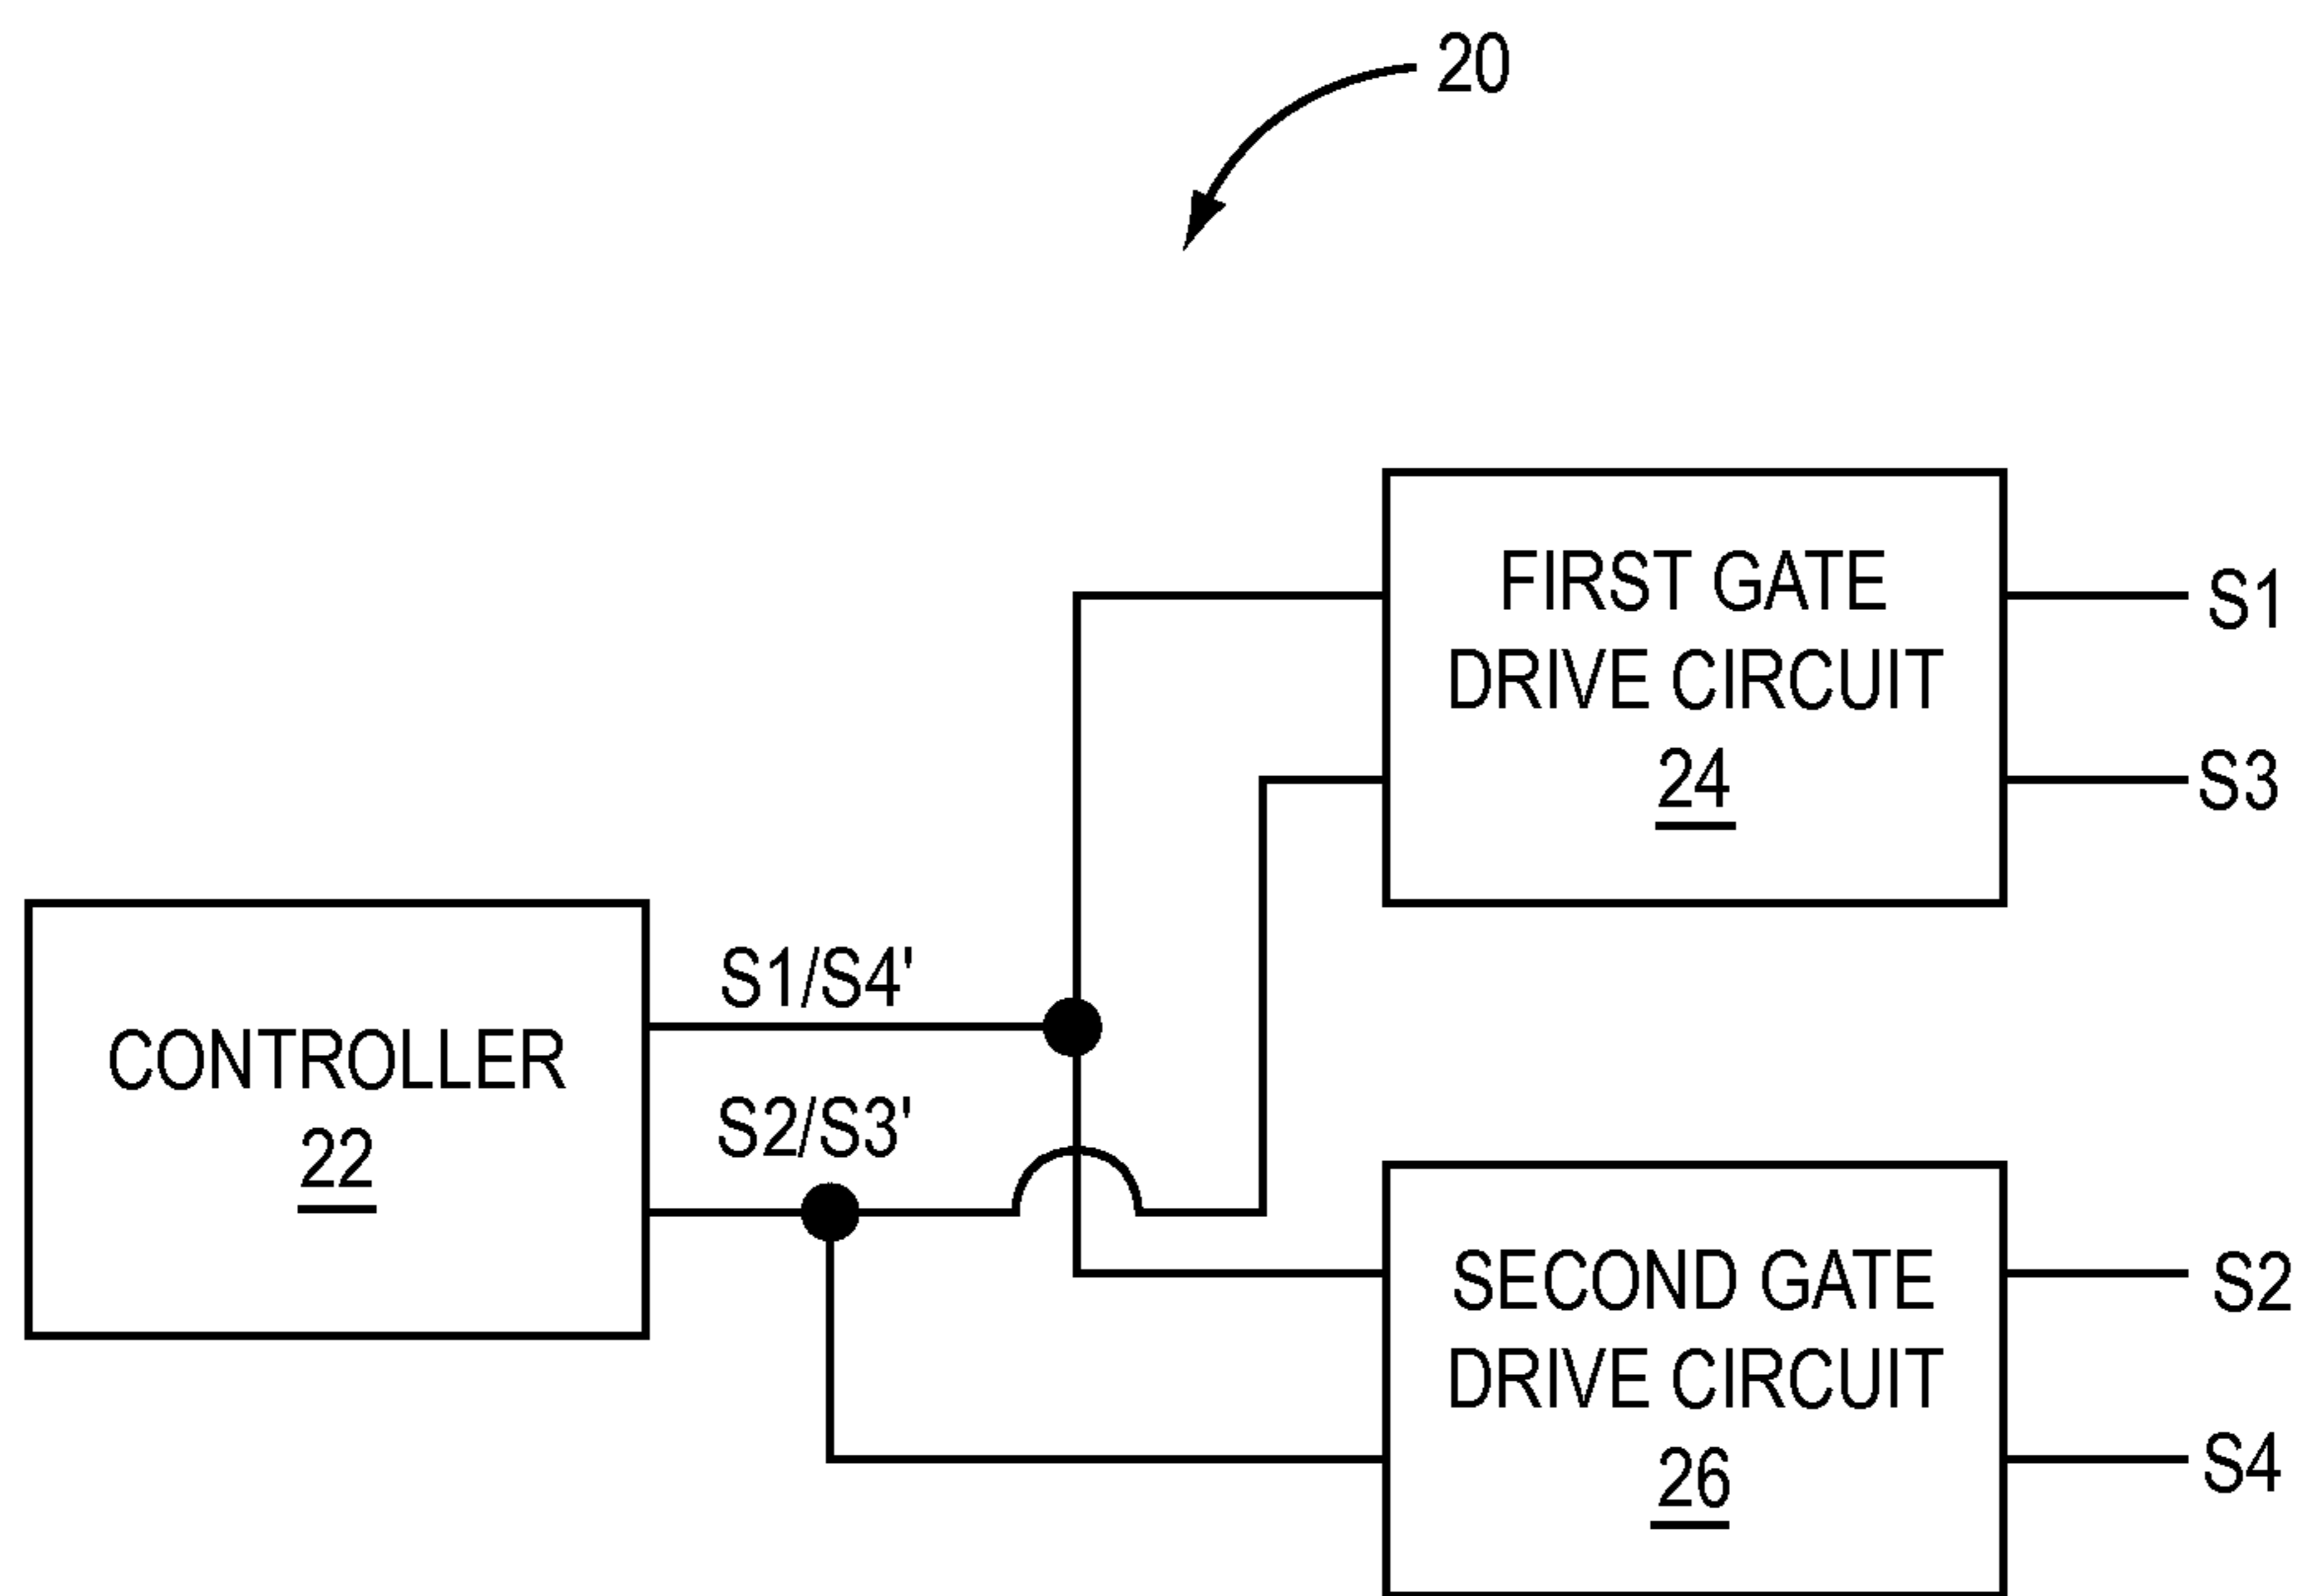 20
FIRST GATE
DRIVE CIRCUIT
24
S1
S3
CONTROLLER
22
S1/S4'
S2/S3'
SECOND GATE
DRIVE CIRCUIT
26
S2
S4